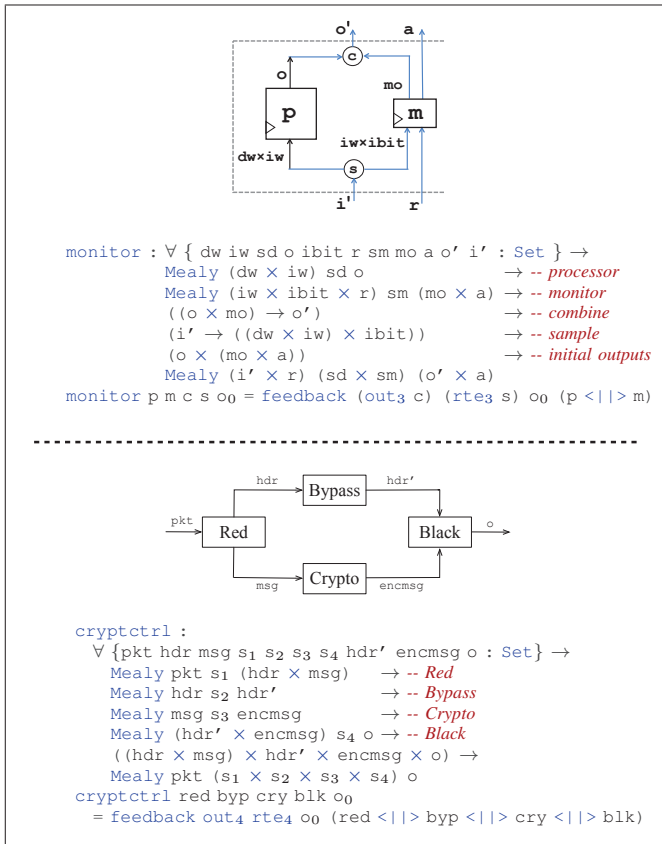 o' a
c
o mo
p m
dw×iw iw×ibit
s
i' r
monitor : ∀ { dw iw sd o ibit r sm mo a o′ i′ : Set } →
Mealy (dw × iw) sd o → -- processor
Mealy (iw × ibit × r) sm (mo × a) → -- monitor
((o × mo) → o′) → -- combine
(i′ → ((dw × iw) × ibit)) → -- sample
(o × (mo × a)) → -- initial outputs
Mealy (i′ × r) (sd × sm) (o′ × a)
monitor p m c s o₀ = feedback (out₃ c) (rte₃ s) o₀ (p <||> m)
hdr Bypass hdr′
pkt Red Black o
msg Crypto encmsg
cryptctrl :
∀ {pkt hdr msg s₁ s₂ s₃ s₄ hdr′ encmsg o : Set} →
Mealy pkt s₁ (hdr × msg) → -- Red
Mealy hdr s₂ hdr′ → -- Bypass
Mealy msg s₃ encmsg → -- Crypto
Mealy (hdr′ × encmsg) s₄ o → -- Black
((hdr × msg) × hdr′ × encmsg × o) →
Mealy pkt (s₁ × s₂ × s₃ × s₄) o
cryptctrl red byp cry blk o₀
= feedback out₄ rte₄ o₀ (red <||> byp <||> cry <||> blk)